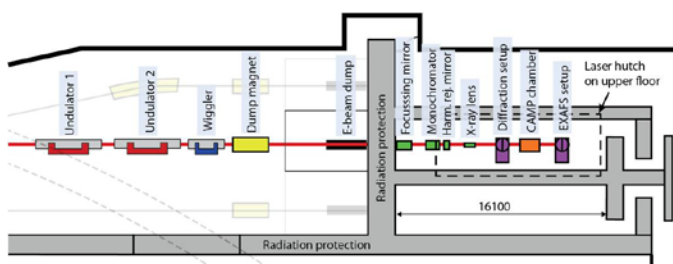 Undulator 1
Undulator 2
Wiggler
Dump magnet
E-beam dump
Radiation protection
Focusssing mirror
Monochromator
Harm. rej. mirror
X-ray lens
Diffraction setup
CAMP chamber
EXAFS setup
Laser hutch
on upper floor
16100
Radiation protection